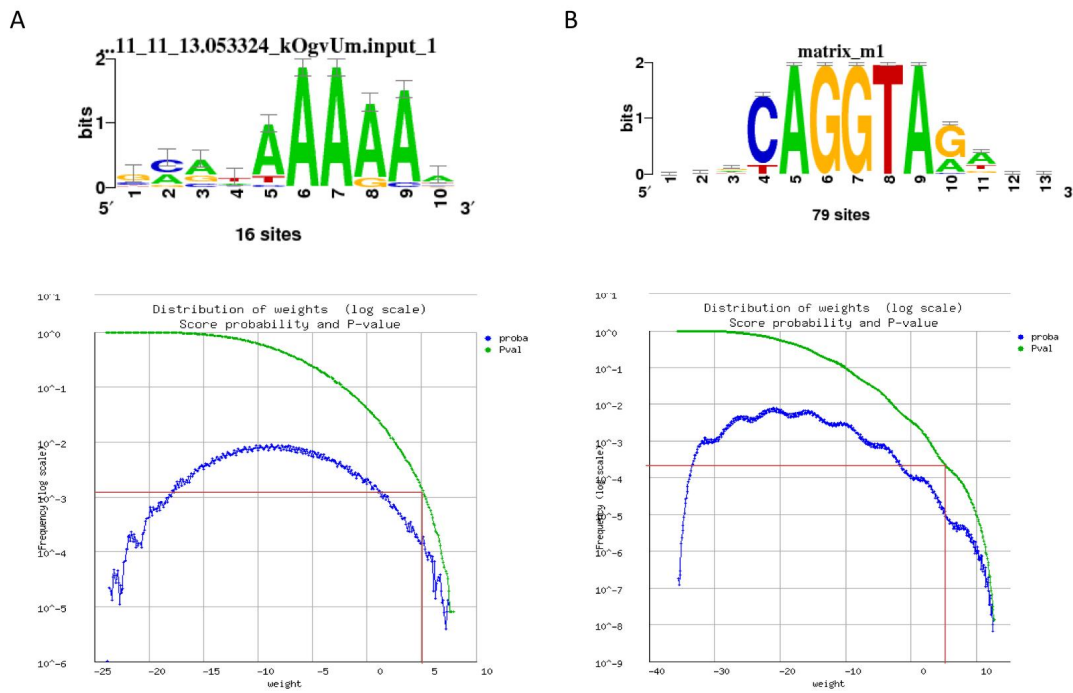 A
B
...11_11_13.053324_kOgvUm.input_1
matrix_m1
2
bits
1
0
CAGGTAG
5′ 1 2 3 4 5 6 7 8 9 10 3′
5′ 1 2 3 4 5 6 7 8 9 10 11 12 13 3
16 sites
79 sites
10^1
Distribution of weights (log scale)
Score probability and P-value
10^0
proba
Pval
10^-1
10^-2
Frequency (log scale)
10^-3
10^-4
10^-5
10^-6
-25 -20 -15 -10 -5 0 5 10
weight
10^1
Distribution of weights (log scale)
Score probability and P-value
10^0
proba
Pval
10^-1
10^-2
10^-3
10^-4
Frequency (log scale)
10^-5
10^-6
10^-7
10^-8
10^-9
-40 -30 -20 -10 0 10
weight